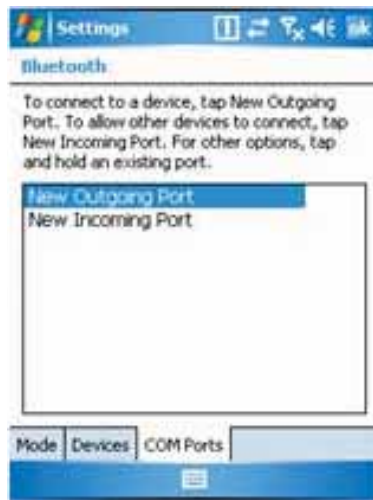 Settings
ok
Bluetooth
To connect to a device, tap New Outgoing
Port. To allow other devices to connect, tap
New Incoming Port. For other options, tap
and hold an existing port.
New Outgoing Port
New Incoming Port
Mode Devices COM Ports